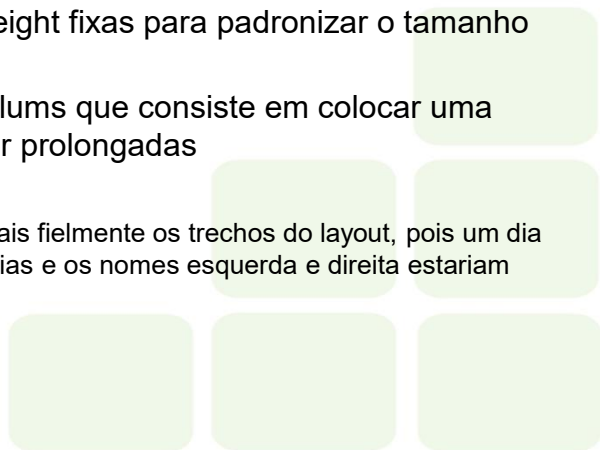 eight fixas para padronizar o tamanho
lums que consiste em colocar uma
r prolongadas
ais fielmente os trechos do layout, pois um dia
ias e os nomes esquerda e direita estariam